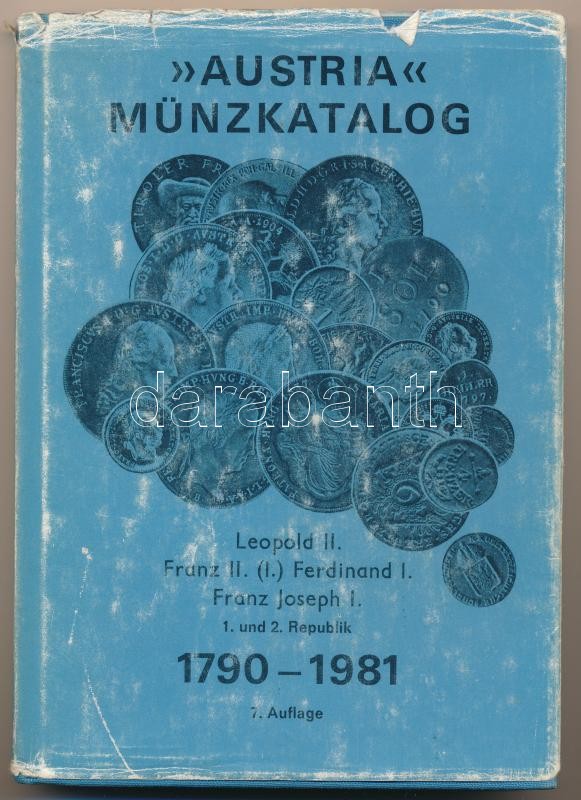 »AUSTRIA«
MÜNZKATALOG
darabanth
Leopold II.
Franz II. (I.) Ferdinand I.
Franz Joseph I.
1. und 2. Republik
1790 – 1981
7. Auflage